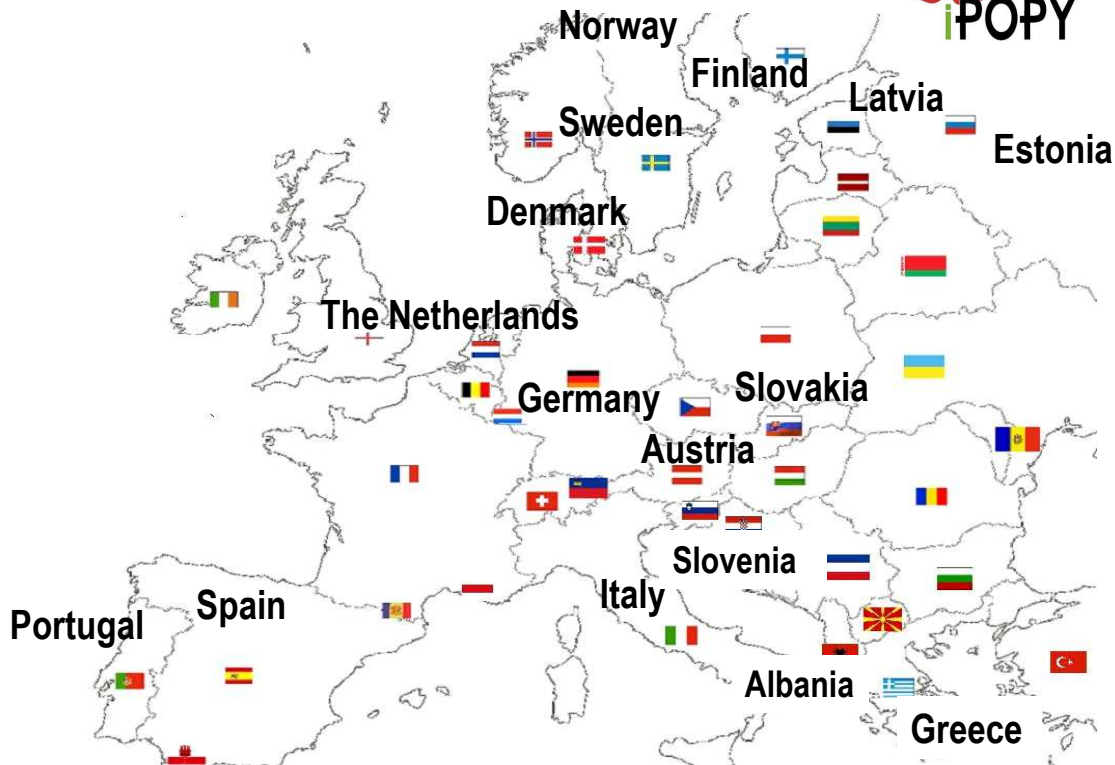 iPOPY
Norway
Finland
Latvia
Sweden
Estonia
Denmark
The Netherlands
Slovakia
Germany
Austria
Slovenia
Italy
Spain
Portugal
Albania
Greece